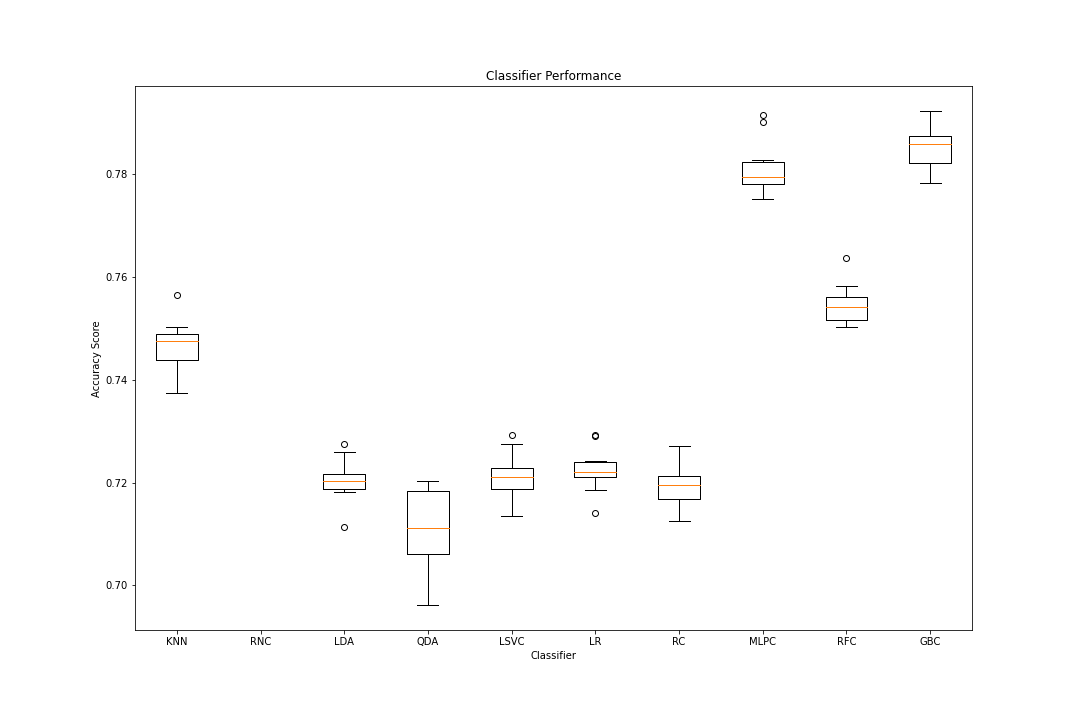 Classifier Performance
Accuracy Score
0.78
0.76
0.74
0.72
0.70
KNN RNC LDA QDA LSVC LR RC MLPC RFC GBC
Classifier